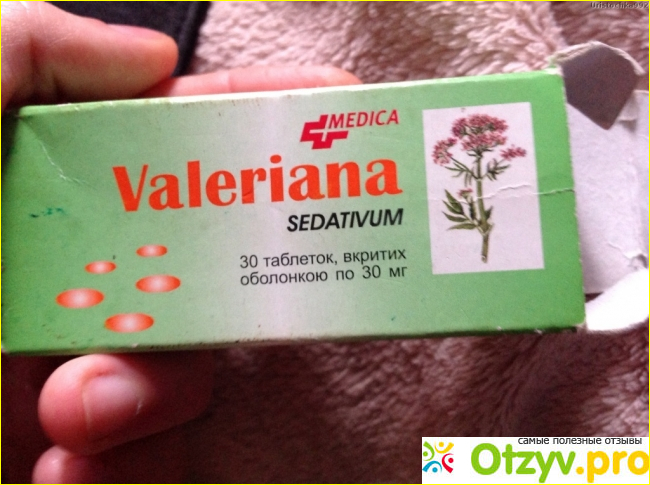 MEDICA
Valeriana
SEDATIVUM
30 таблеток, вкритих
оболонкою по 30 мг
самые полезные отзывы
Otzyv.pro